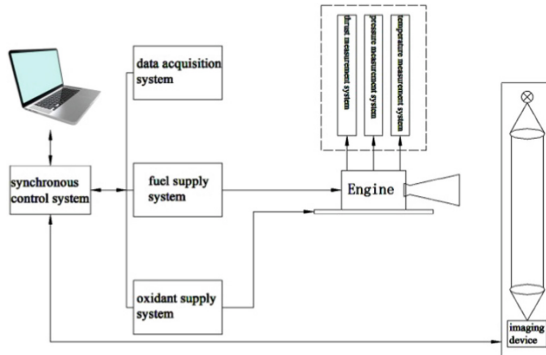 data acquisition
system
thrust measurement system
pressure measurement system
temperature measurement system
synchronous
control system
fuel supply
system
Engine
oxidant supply
system
imaging
device